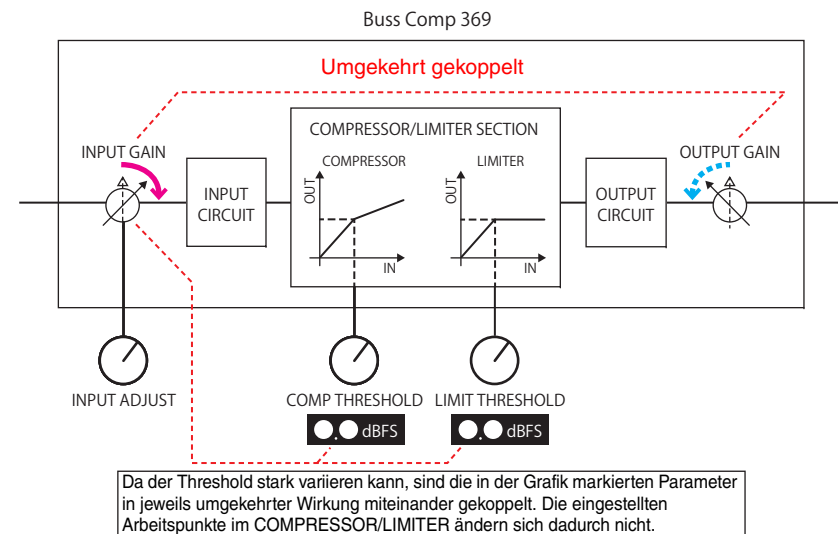 Buss Comp 369
Umgekehrt gekoppelt
COMPRESSOR/LIMITER SECTION
INPUT GAIN
COMPRESSOR
LIMITER
OUTPUT GAIN
OUT
OUT
INPUT
CIRCUIT
OUTPUT
CIRCUIT
IN
IN
INPUT ADJUST
COMP THRESHOLD
LIMIT THRESHOLD
dBFS
dBFS
Da der Threshold stark variieren kann, sind die in der Grafik markierten Parameter
in jeweils umgekehrter Wirkung miteinander gekoppelt. Die eingestellten
Arbeitspunkte im COMPRESSOR/LIMITER ändern sich dadurch nicht.